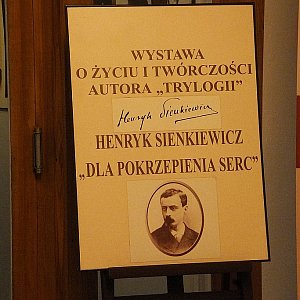 WYSTAWA
O ŻYCIU I TWÓRCZOŚCI
AUTORA „TRYLOGII”
Henryk Sienkiewicz
HENRYK SIENKIEWICZ
„DLA POKRZEPIENIA SERC”